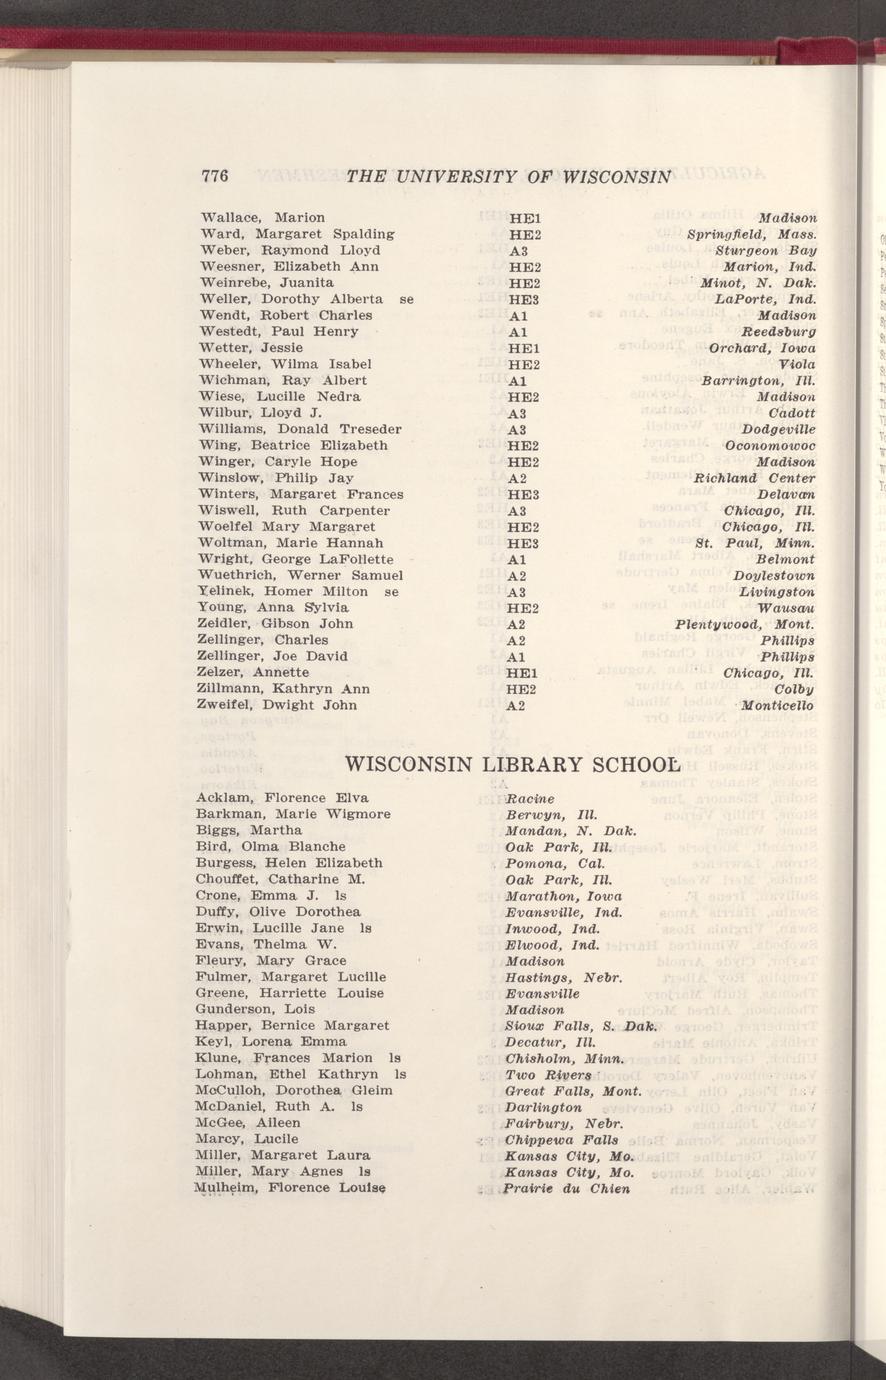 776 THE UNIVERSITY OF WISCONSIN
Wallace, Marion HE1 Madison
Ward, Margaret Spalding HE2 Springfield, Mass.
Weber, Raymond Lloyd A3 Sturgeon Bay
Weesner, Elizabeth Ann HE2 Marion, Ind.
Weinrebe, Juanita HE2 Minot, N. Dak.
Weller, Dorothy Alberta se HE3 LaPorte, Ind.
Wendt, Robert Charles A1 Madison
Westedt, Paul Henry A1 Reedsburg
Wetter, Jessie HE1 Orchard, Iowa
Wheeler, Wilma Isabel HE2 Viola
Wichman, Ray Albert A1 Barrington, Ill.
Wiese, Lucille Nedra HE2 Madison
Wilbur, Lloyd J. A3 Cadott
Williams, Donald Treseder A3 Dodgeville
Wing, Beatrice Elizabeth HE2 Oconomowoc
Winger, Caryle Hope HE2 Madison
Winslow, Philip Jay A2 Richland Center
Winters, Margaret Frances HE3 Delavan
Wiswell, Ruth Carpenter A3 Chicago, Ill.
Woelfel Mary Margaret HE2 Chicago, Ill.
Woltman, Marie Hannah HE3 St. Paul, Minn.
Wright, George LaFollette A1 Belmont
Wuethrich, Werner Samuel A2 Doylestown
Yelinek, Homer Milton se A3 Livingston
Young, Anna Sylvia HE2 Wausau
Zeidler, Gibson John A2 Plentywood, Mont.
Zellinger, Charles A2 Phillips
Zellinger, Joe David A1 Phillips
Zelzer, Annette HE1 Chicago, Ill.
Zillmann, Kathryn Ann HE2 Colby
Zweifel, Dwight John A2 Monticello
WISCONSIN LIBRARY SCHOOL
Acklam, Florence Elva Racine
Barkman, Marie Wigmore Berwyn, Ill.
Biggs, Martha Mandan, N. Dak.
Bird, Olma Blanche Oak Park, Ill.
Burgess, Helen Elizabeth Pomona, Cal.
Chouffet, Catharine M. Oak Park, Ill.
Crone, Emma J. ls Marathon, Iowa
Duffy, Olive Dorothea Evansville, Ind.
Erwin, Lucille Jane ls Inwood, Ind.
Evans, Thelma W. Elwood, Ind.
Fleury, Mary Grace Madison
Fulmer, Margaret Lucille Hastings, Nebr.
Greene, Harriette Louise Evansville
Gunderson, Lois Madison
Happer, Bernice Margaret Sioux Falls, S. Dak.
Keyl, Lorena Emma Decatur, Ill.
Klune, Frances Marion ls Chisholm, Minn.
Lohman, Ethel Kathryn ls Two Rivers
McCulloh, Dorothea Gleim Great Falls, Mont.
McDaniel, Ruth A. ls Darlington
McGee, Aileen Fairbury, Nebr.
Marcy, Lucile Chippewa Falls
Miller, Margaret Laura Kansas City, Mo.
Miller, Mary Agnes ls Kansas City, Mo.
Mulheim, Florence Louise Prairie du Chien